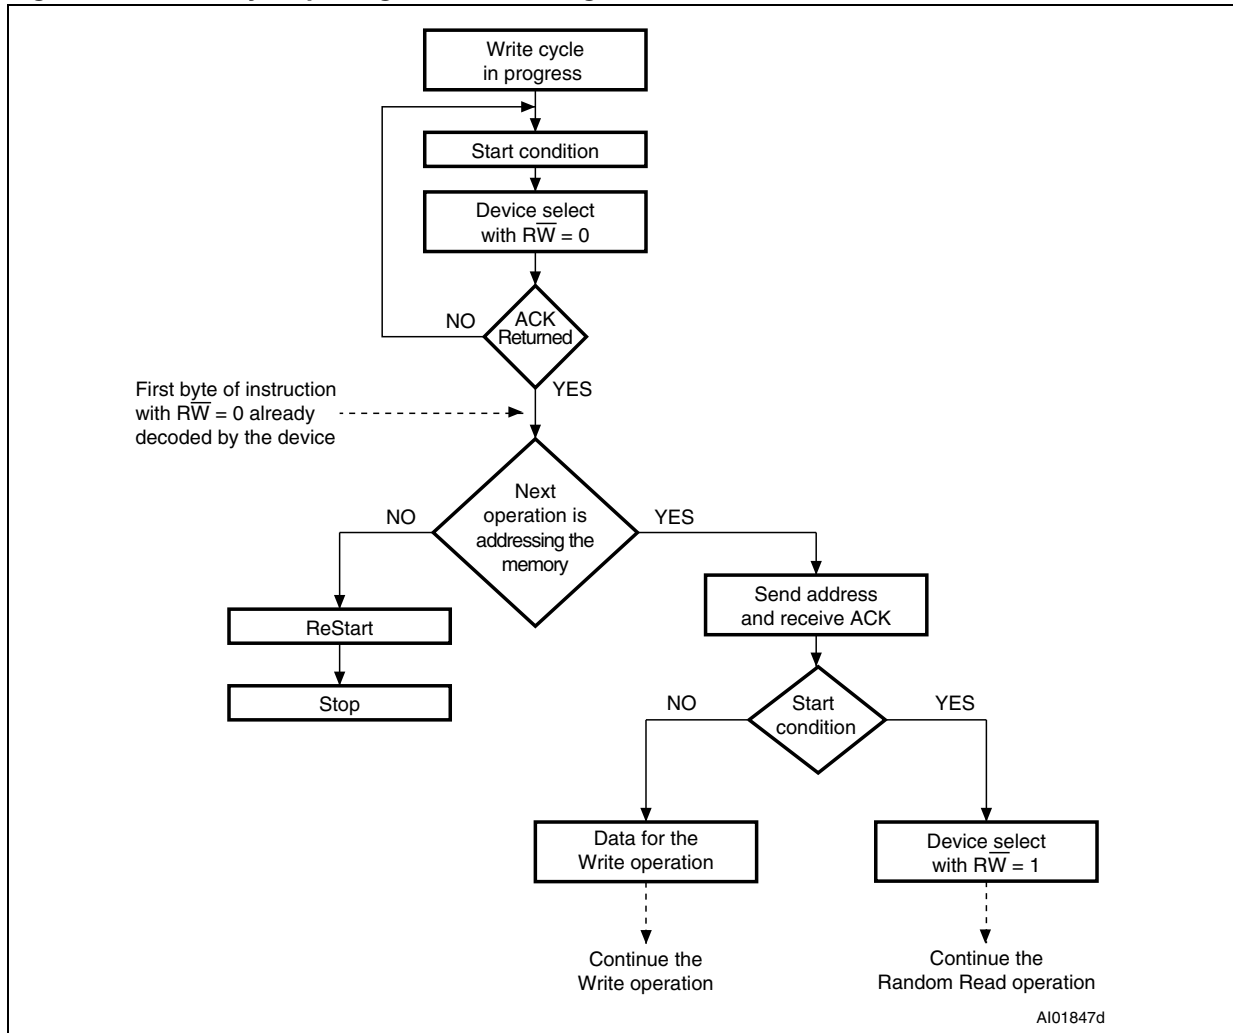 Write cycle
in progress
Start condition
Device select
with RW̅ = 0
ACK
Returned
NO
YES
First byte of instruction
with RW̅ = 0 already
decoded by the device
Next
operation is
addressing the
memory
NO
YES
Send address
and receive ACK
ReStart
Stop
Start
condition
NO
YES
Data for the
Write operation
Device select
with RW̅ = 1
Continue the
Write operation
Continue the
Random Read operation
AI01847d